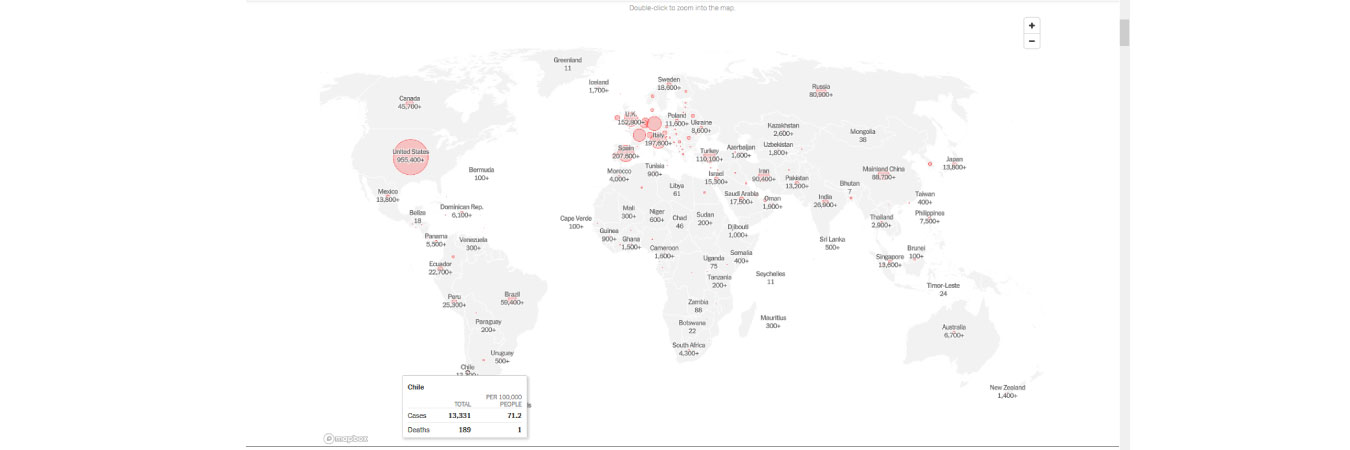 Double-click to zoom into the map.
+
−
Greenland
11
Iceland
1,700+
Sweden
18,600+
Russia
80,900+
Canada
45,700+
U.K.
152,800+
Poland
11,600+
Ukraine
8,600+
Kazakhstan
2,600+
Mongolia
38
United States
955,400+
Italy
197,600+
Spain
207,600+
Turkey
110,100+
Azerbaijan
1,600+
Uzbekistan
1,800+
Japan
13,800+
Bermuda
100+
Morocco
4,000+
Tunisia
900+
Israel
15,300+
Iran
90,400+
Pakistan
13,200+
Mainland China
88,700+
Mexico
13,800+
Libya
61
Saudi Arabia
17,500+
Oman
1,900+
Bhutan
7
India
26,900+
Taiwan
400+
Belize
18
Dominican Rep.
6,100+
Cape Verde
100+
Mali
300+
Niger
600+
Chad
46
Sudan
200+
Djibouti
1,000+
Thailand
2,900+
Philippines
7,500+
Panama
5,500+
Venezuela
300+
Guinea
900+
Ghana
1,500+
Cameroon
1,600+
Somalia
400+
Sri Lanka
500+
Brunei
100+
Ecuador
22,700+
Uganda
75
Singapore
13,600+
Tanzania
200+
Seychelles
11
Timor-Leste
24
Peru
25,300+
Brazil
59,400+
Zambia
88
Paraguay
200+
Botswana
22
Mauritius
300+
Australia
6,700+
Uruguay
500+
South Africa
4,300+
Chile
New Zealand
1,400+
Chile
TOTAL PER 100,000 PEOPLE
Cases 13,331 71.2
Deaths 189 1
mapbox